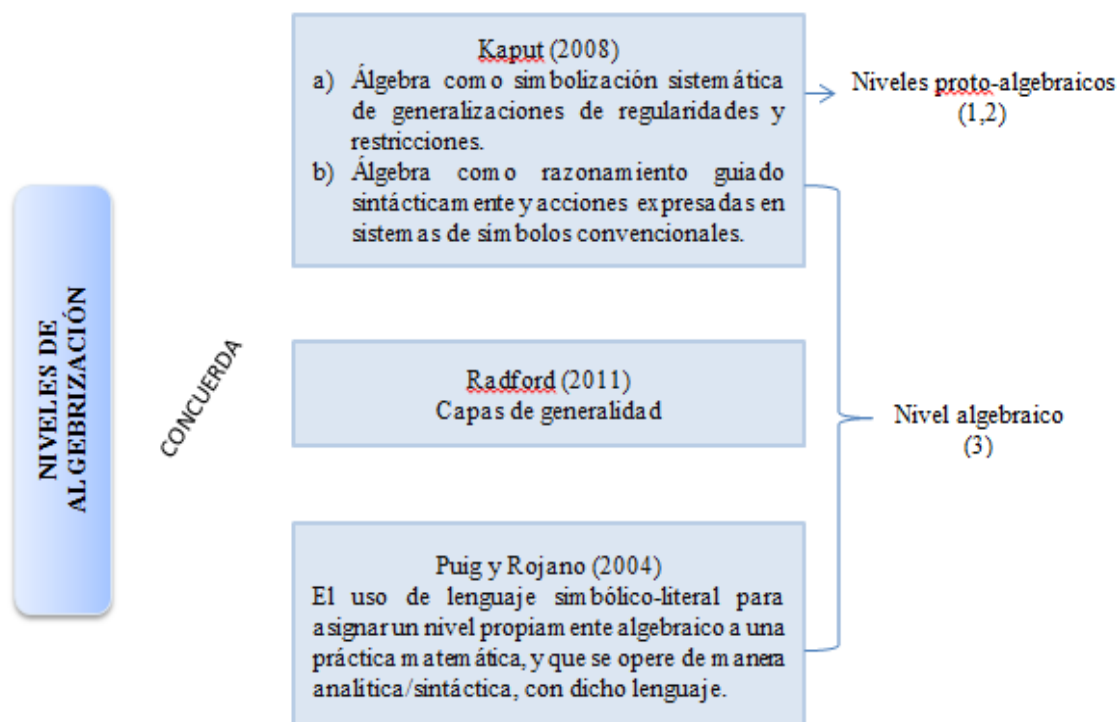 NIVELES DE
ALGEBRIZACIÓN
CONCUERDA
Kaput (2008)
a) Álgebra como simbolización sistemática
de generalizaciones de regularidades y
restricciones.
b) Álgebra como razonamiento guiado
sintácticamente y acciones expresadas en
sistemas de símbolos convencionales.
Niveles proto-algebraicos
(1,2)
Radford (2011)
Capas de generalidad
Nivel algebraico
(3)
Puig y Rojano (2004)
El uso de lenguaje simbólico-literal para
asignar un nivel propiamente algebraico a una
práctica matemática, y que se opere de manera
analítica/sintáctica, con dicho lenguaje.